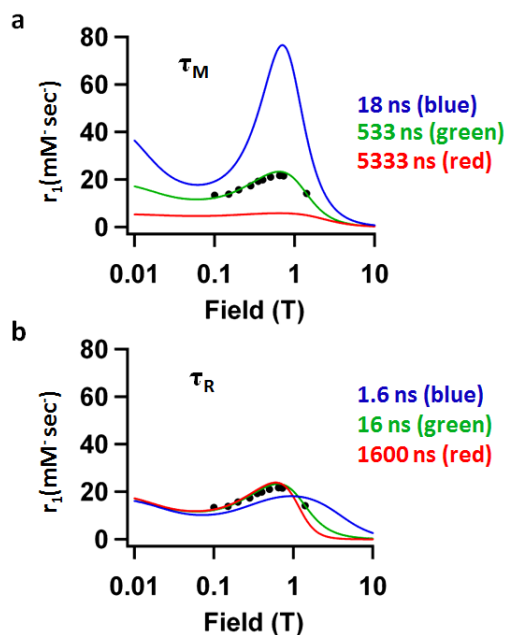 a
τM
r1(mM- sec-)
80
60
40
20
0
0.01 0.1 1 10
Field (T)
18 ns (blue)
533 ns (green)
5333 ns (red)
b
τR
r1(mM- sec-)
80
60
40
20
0
0.01 0.1 1 10
Field (T)
1.6 ns (blue)
16 ns (green)
1600 ns (red)